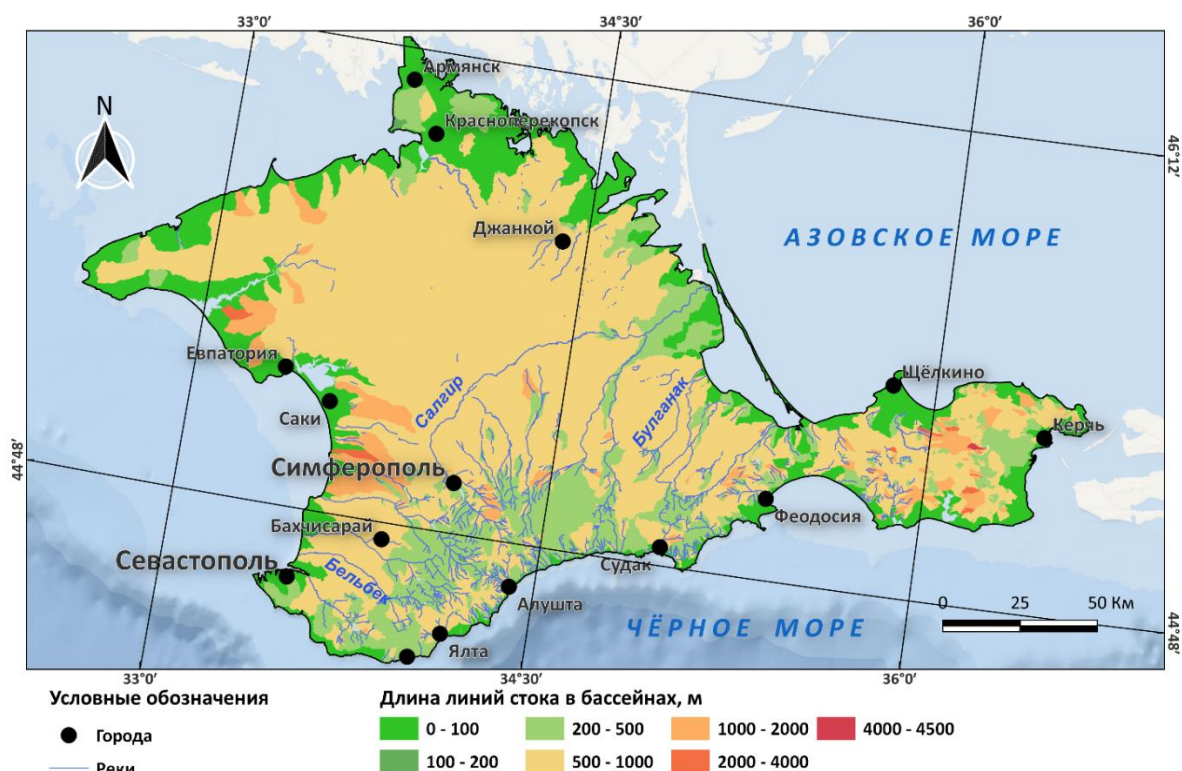 33°0′ 34°30′ 36°0′
Армянск
N
Красноперекопск
46°12′
Джанкой
АЗОВСКОЕ МОРЕ
Евпатория
Щёлкино
Саки
Салгир
Булганак
Керчь
44°48′
Симферополь
Феодосия
Бахчисарай
Севастополь
Судак
Бельбек
Алушта
0 25 50 Км
ЧЁРНОЕ МОРЕ
Ялта
44°48′
33°0′ 34°30′ 36°0′
Условные обозначения
Города
Реки
Длина линий стока в бассейнах, м
0 - 100 200 - 500 1000 - 2000 4000 - 4500
100 - 200 500 - 1000 2000 - 4000